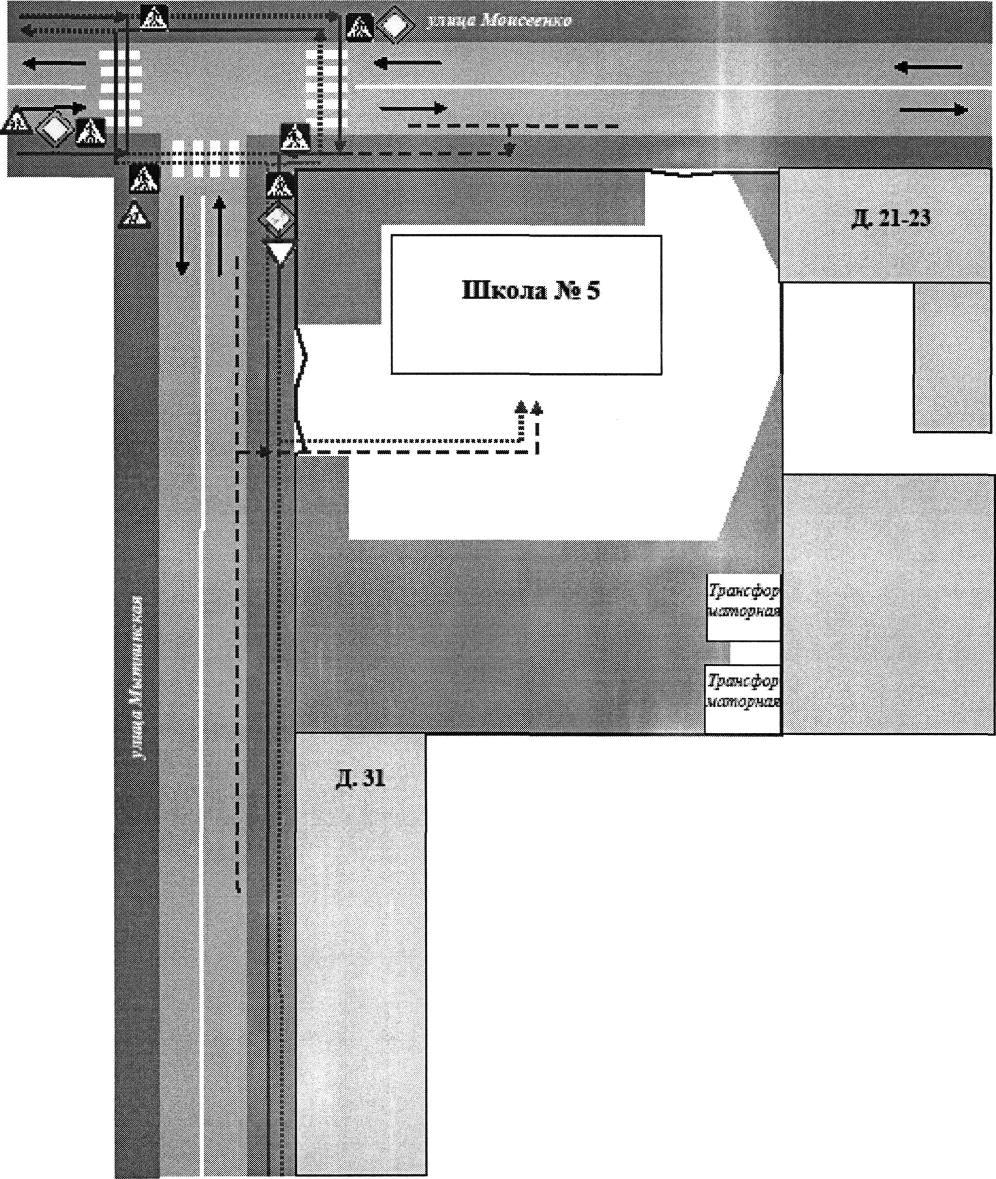 улица Моисеенко
Д. 21-23
Школа № 5
Трансфор
маторная
Трансфор
маторная
улица Мытнинская
Д. 31